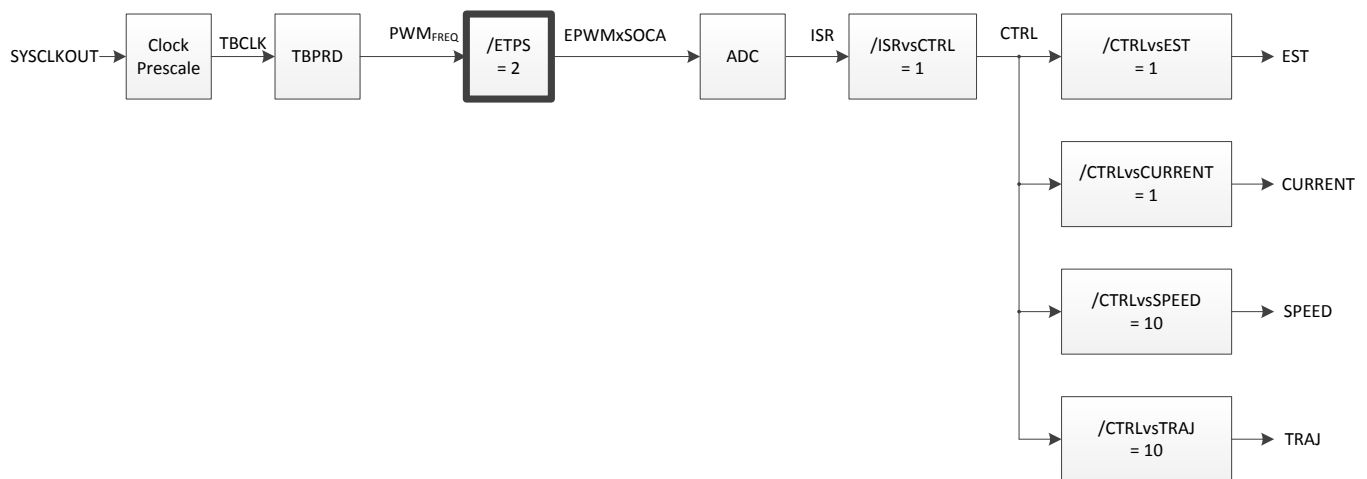 SYSCLKOUT
Clock
Prescale
TBCLK
TBPRD
PWMFREQ
/ETPS
= 2
EPWMxSOCA
ADC
ISR
/ISRvsCTRL
= 1
CTRL
/CTRLvsEST
= 1
EST
/CTRLvsCURRENT
= 1
CURRENT
/CTRLvsSPEED
= 10
SPEED
/CTRLvsTRAJ
= 10
TRAJ